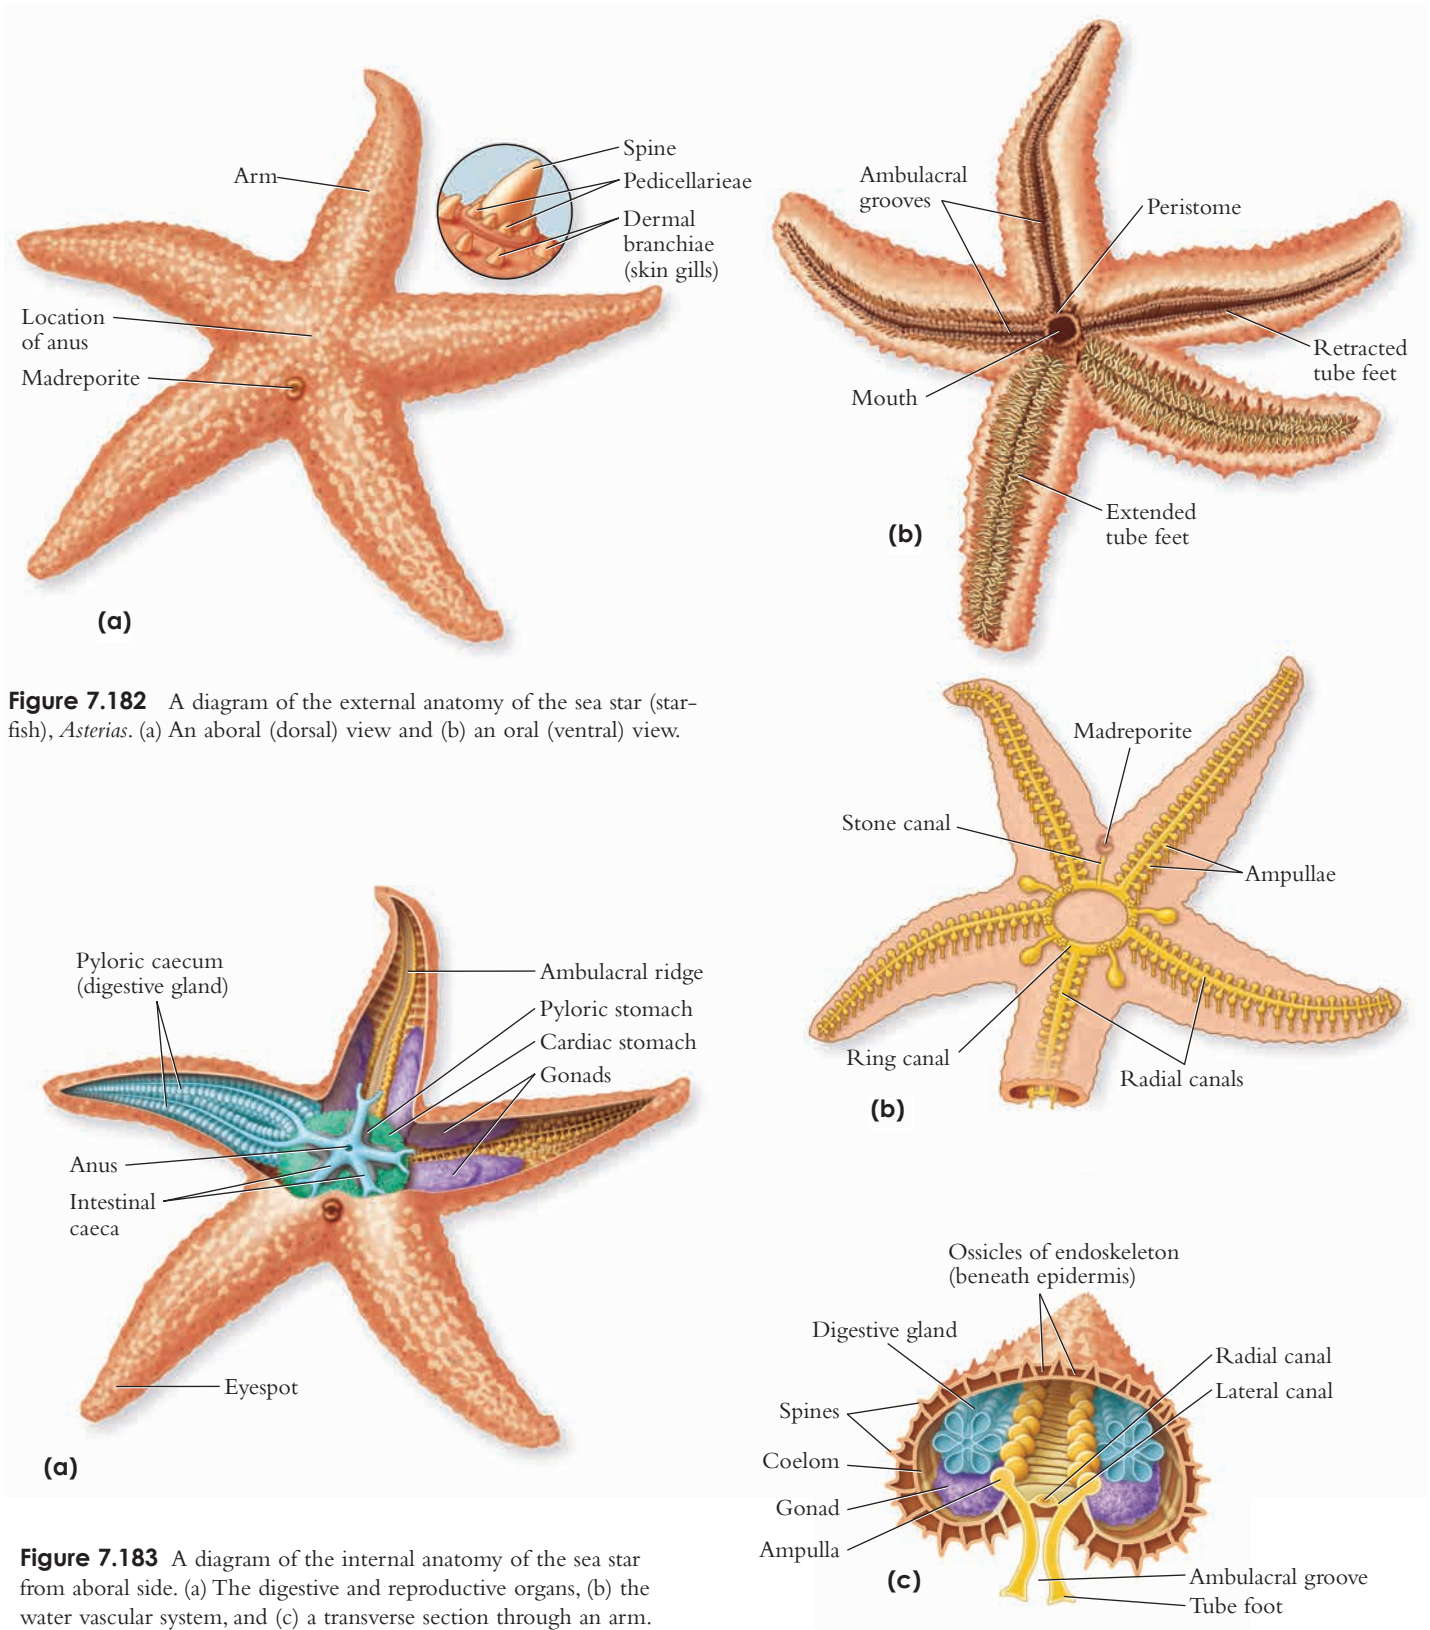 Arm
Spine
Pedicellarieae
Dermal
branchiae
(skin gills)
Location
of anus
Madreporite
(a)
Ambulacral
grooves
Peristome
Retracted
tube feet
Mouth
Extended
tube feet
(b)
Figure 7.182 A diagram of the external anatomy of the sea star (star-
fish), Asterias. (a) An aboral (dorsal) view and (b) an oral (ventral) view.
Pyloric caecum
(digestive gland)
Ambulacral ridge
Pyloric stomach
Cardiac stomach
Gonads
Anus
Intestinal
caeca
Eyespot
(a)
Madreporite
Stone canal
Ampullae
Ring canal
Radial canals
(b)
Ossicles of endoskeleton
(beneath epidermis)
Digestive gland
Radial canal
Lateral canal
Spines
Coelom
Gonad
Ampulla
Ambulacral groove
Tube foot
(c)
Figure 7.183 A diagram of the internal anatomy of the sea star
from aboral side. (a) The digestive and reproductive organs, (b) the
water vascular system, and (c) a transverse section through an arm.